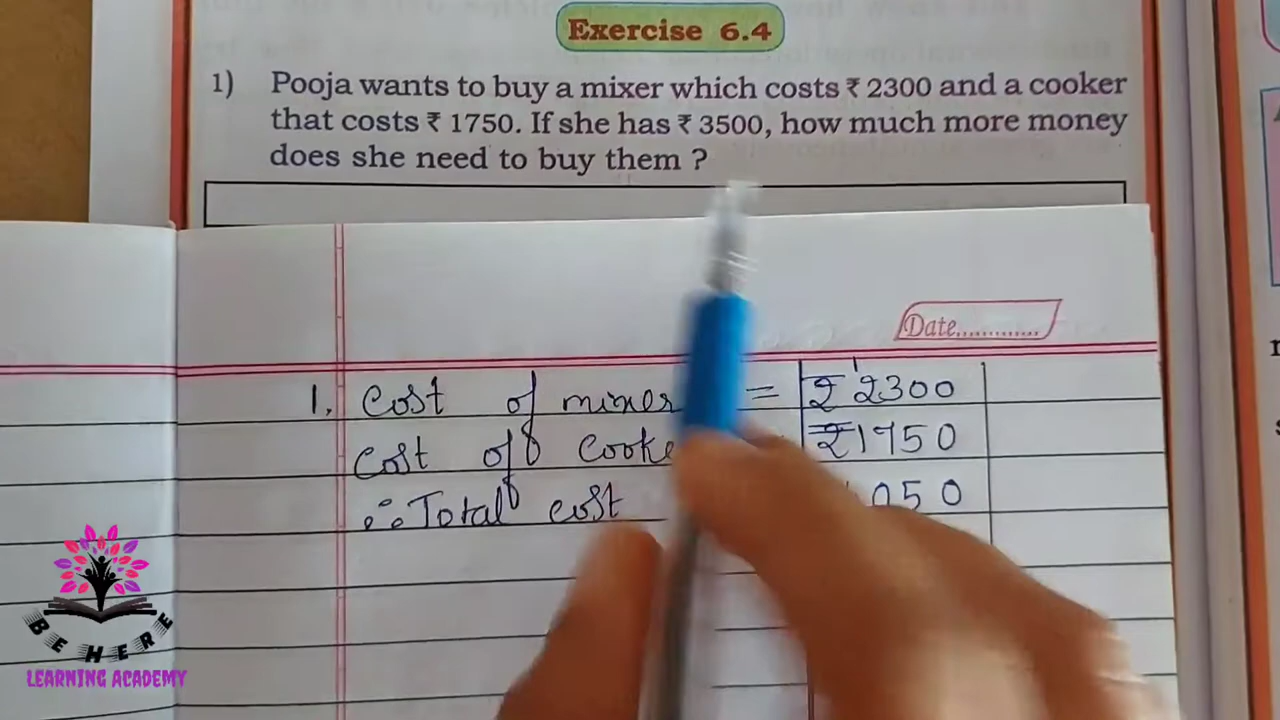 Exercise 6.4
1) Pooja wants to buy a mixer which costs ₹ 2300 and a cooker
that costs ₹ 1750. If she has ₹ 3500, how much more money
does she need to buy them ?
Date.............
1. Cost of mixer = ₹ 2300
Cost of Cooke ₹ 1750
∴ Total cost 050
BE HERE
LEARNING ACADEMY